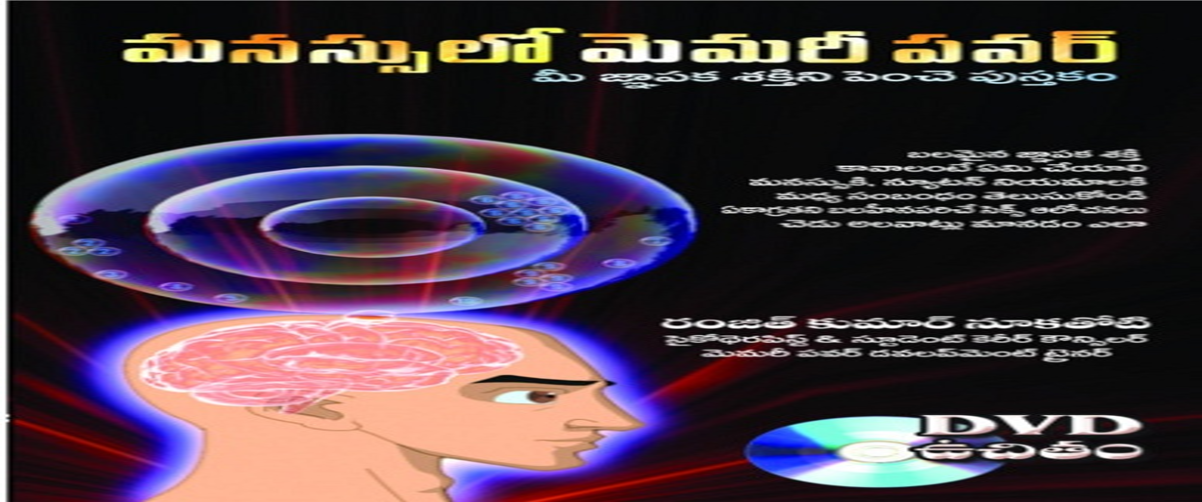 మనస్సులో మెమరీ పవర్
మీ జ్ఞాపక శక్తిని పెంచె పుస్తకం
బలమైన జ్ఞాపక శక్తి
కావాలంటే ఏమి చేయాలి
మనస్సుకి, న్యూటన్ నియమాలకి
మధ్య సంబంధం తెలుసుకోండి
ఏకాగ్రతని బలహీనపరిచే సెక్స్ ఆలోచనలు
చెడు అలవాట్లు మానడం ఎలా
రంజిత్ కుమార్ నూకతోటి
సైకోథెరపిస్ట్ & స్టూడెంట్ కెరీర్ కౌన్సిలర్
మెమరీ పవర్ డవలప్‌మెంట్ ట్రైనర్
DVD
ఉచితం